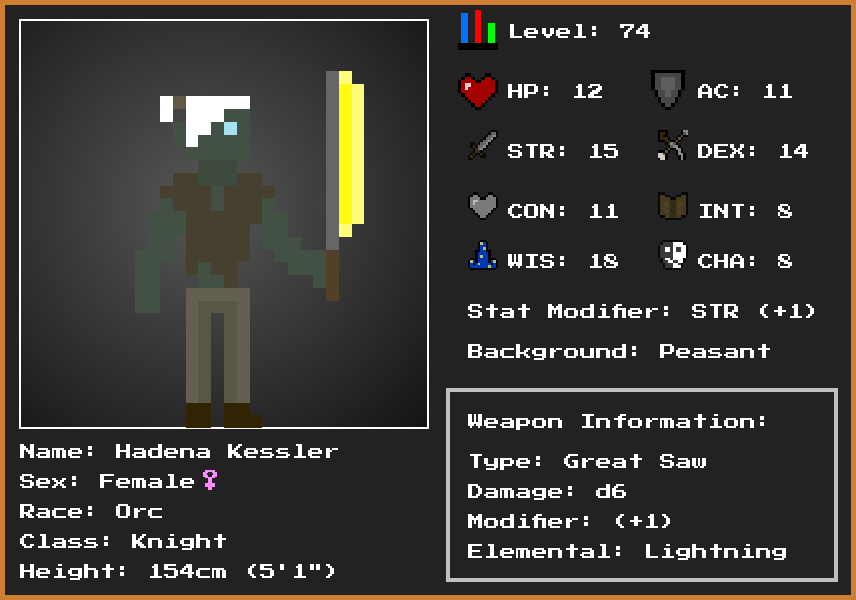 Level: 74
HP: 12 AC: 11
STR: 15 DEX: 14
CON: 11 INT: 8
WIS: 18 CHA: 8
Stat Modifier: STR (+1)
Background: Peasant
Weapon Information:
Type: Great Saw
Damage: d6
Modifier: (+1)
Elemental: Lightning
Name: Hadena Kessler
Sex: Female♀
Race: Orc
Class: Knight
Height: 154cm (5'1")